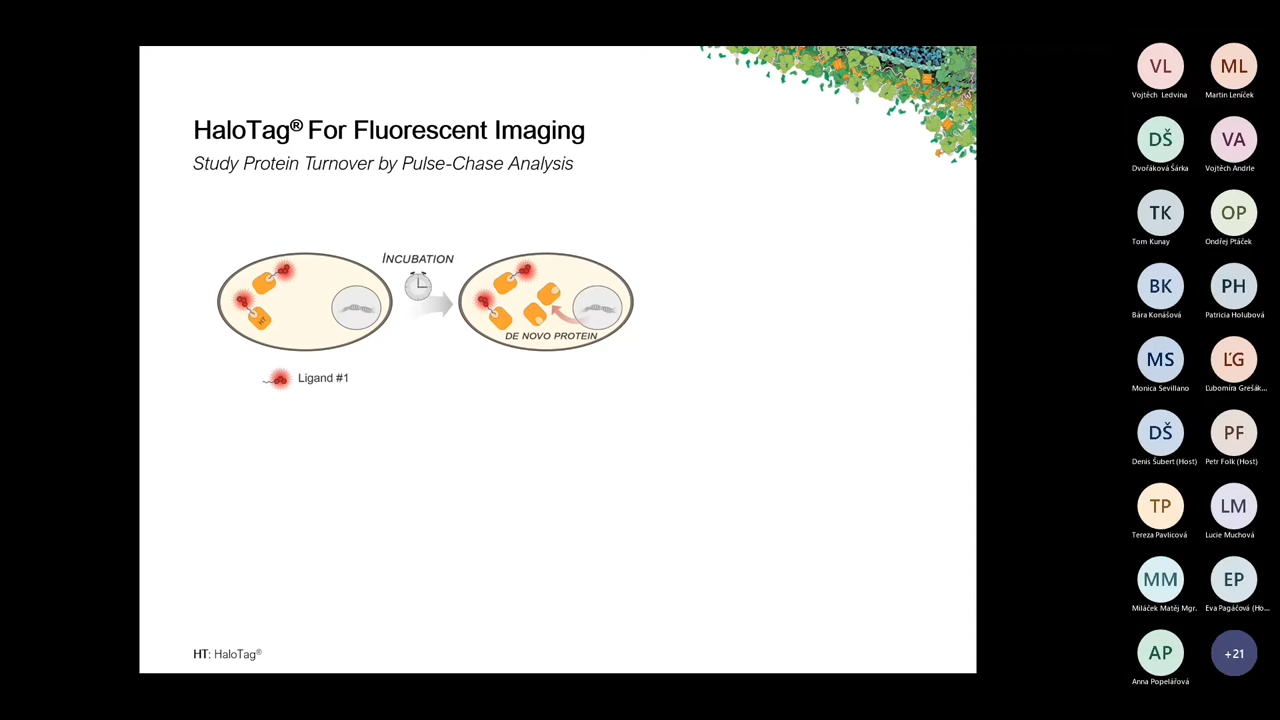 HaloTag® For Fluorescent Imaging
Study Protein Turnover by Pulse-Chase Analysis
INCUBATION
HT
DE NOVO PROTEIN
Ligand #1
HT: HaloTag®
VL
Vojtěch Ledvina
ML
Martin Leníček
DŠ
Dvořáková Šárka
VA
Vojtěch Andrle
TK
Tom Kunay
OP
Ondřej Ptáček
BK
Bára Konášová
PH
Patricia Holubová
MS
Monica Sevillano
ĽG
Ľubomíra Grešák...
DŠ
Denis Šubert (Host)
PF
Petr Folk (Host)
TP
Tereza Pavlicová
LM
Lucie Muchová
MM
Miláček Matěj Mgr.
EP
Eva Pagáčová (Ho...
AP
Anna Popelářová
+21